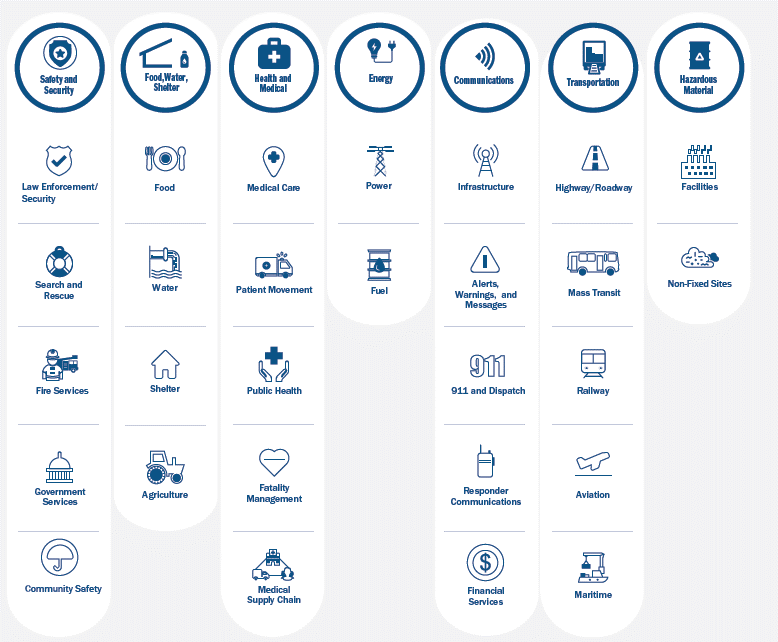 Safety and
Security
Food, Water,
Shelter
Health and
Medical
Energy
Communications
Transportation
Hazardous
Material
Law Enforcement/
Security
Food
Medical Care
Power
Infrastructure
Highway/Roadway
Facilities
Search and
Rescue
Water
Patient Movement
Fuel
Alerts,
Warnings, and
Messages
Mass Transit
Non-Fixed Sites
Fire Services
Shelter
Public Health
911
911 and Dispatch
Railway
Government
Services
Agriculture
Fatality
Management
Responder
Communications
Aviation
Community Safety
Medical
Supply Chain
$
Financial
Services
Maritime